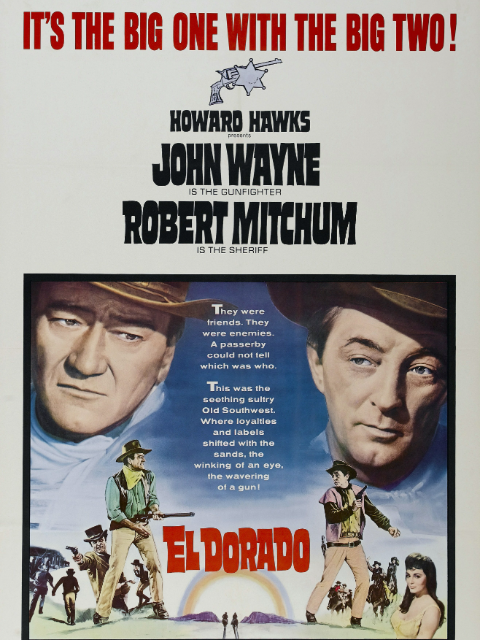 IT'S THE BIG ONE WITH THE BIG TWO!
HOWARD HAWKS
presents
JOHN WAYNE
IS THE GUNFIGHTER
ROBERT MITCHUM
IS THE SHERIFF
They were
friends. They
were enemies.
A passerby
could not tell
which was who.
This was the
seething sultry
Old Southwest.
Where loyalties
and labels
shifted with the
sands, the
winking of an eye,
the wavering
of a gun!
EL DORADO